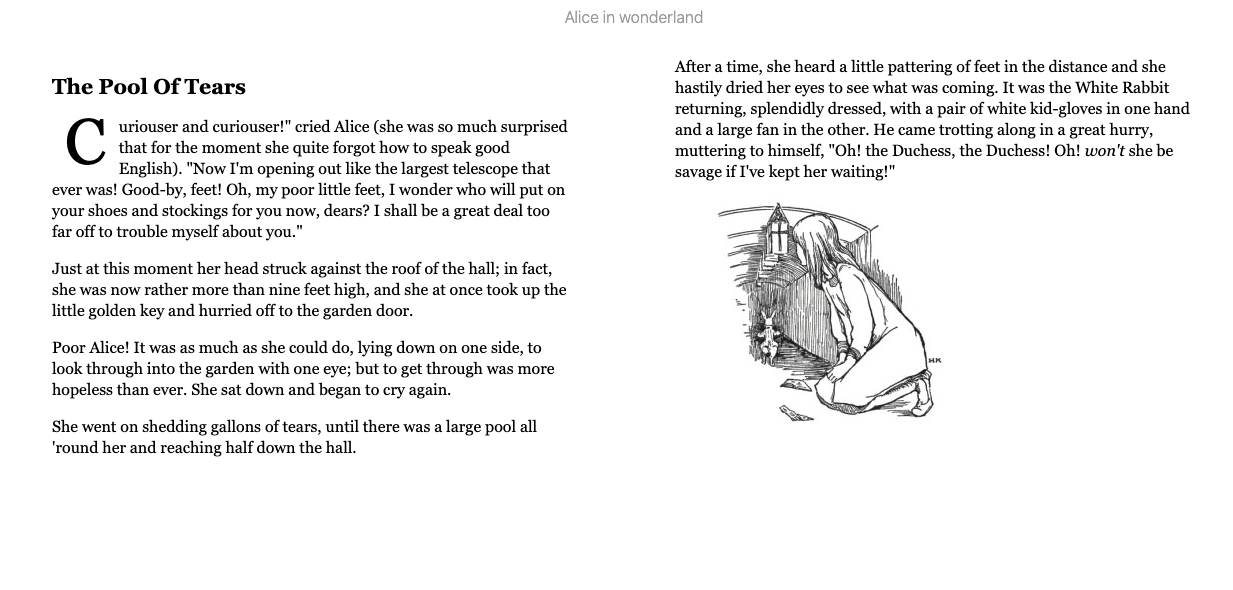 Alice in wonderland
The Pool Of Tears
Curiouser and curiouser!" cried Alice (she was so much surprised
that for the moment she quite forgot how to speak good
English). "Now I'm opening out like the largest telescope that
ever was! Good-by, feet! Oh, my poor little feet, I wonder who will put on
your shoes and stockings for you now, dears? I shall be a great deal too
far off to trouble myself about you."
Just at this moment her head struck against the roof of the hall; in fact,
she was now rather more than nine feet high, and she at once took up the
little golden key and hurried off to the garden door.
Poor Alice! It was as much as she could do, lying down on one side, to
look through into the garden with one eye; but to get through was more
hopeless than ever. She sat down and began to cry again.
She went on shedding gallons of tears, until there was a large pool all
'round her and reaching half down the hall.
After a time, she heard a little pattering of feet in the distance and she
hastily dried her eyes to see what was coming. It was the White Rabbit
returning, splendidly dressed, with a pair of white kid-gloves in one hand
and a large fan in the other. He came trotting along in a great hurry,
muttering to himself, "Oh! the Duchess, the Duchess! Oh! won't she be
savage if I've kept her waiting!"